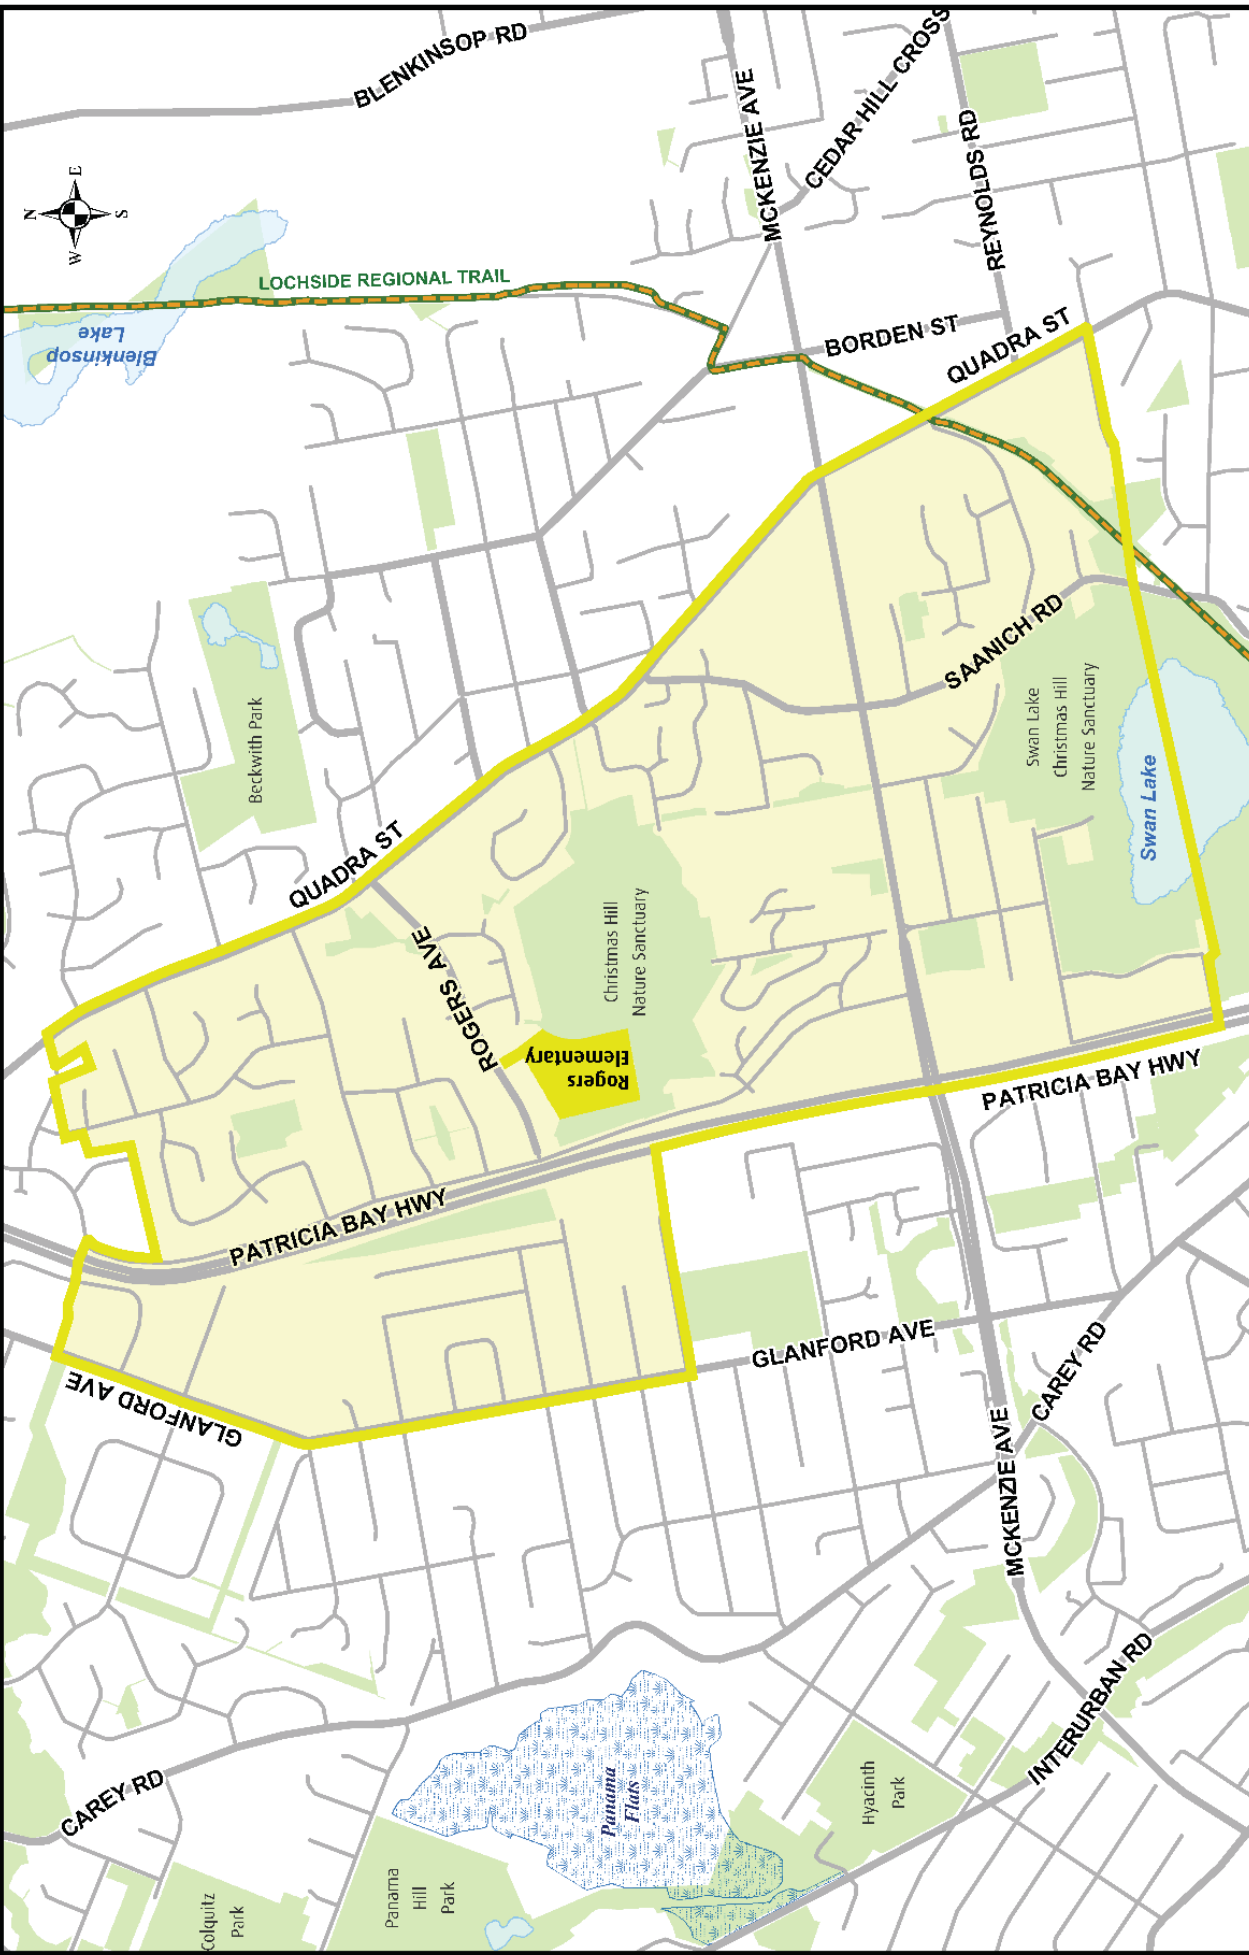 BLENKINSOP RD
MCKENZIE AVE
CEDAR HILL CROSS
REYNOLDS RD
N
E
S
W
LOCHSIDE REGIONAL TRAIL
Blenkinsop
Lake
BORDEN ST
QUADRA ST
SAANICH RD
Beckwith Park
Swan Lake
Christmas Hill
Nature Sanctuary
Swan Lake
QUADRA ST
ROGERS AVE
Christmas Hill
Nature Sanctuary
Rogers
Elementary
PATRICIA BAY HWY
PATRICIA BAY HWY
GLANFORD AVE
GLANFORD AVE
CAREY RD
MCKENZIE AVE
INTERURBAN RD
CAREY RD
Panama
Flats
Hyacinth
Park
Panama
Hill
Park
Colquitz
Park